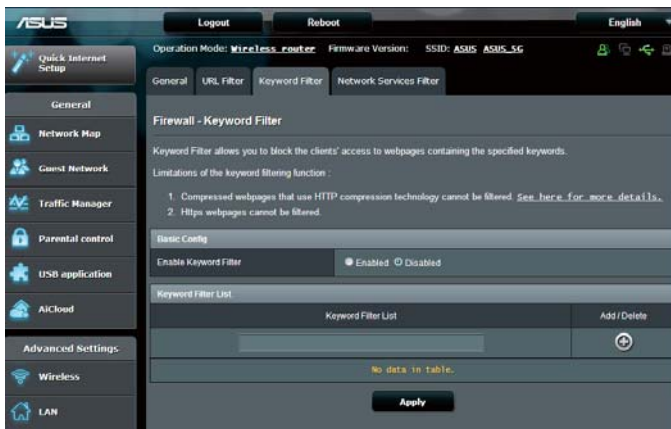 ASUS
Logout
Reboot
English
Quick Internet Setup
Operation Mode: Wireless router Firmware Version: SSID: ASUS ASUS_5G
General URL Filter Keyword Filter Network Services Filter
General
Network Map
Guest Network
Traffic Manager
Parental control
USB application
AiCloud
Advanced Settings
Wireless
LAN
Firewall - Keyword Filter
Keyword Filter allows you to block the clients' access to webpages containing the specified keywords.
Limitations of the keyword filtering function :
1. Compressed webpages that use HTTP compression technology cannot be filtered. See here for more details.
2. Https webpages cannot be filtered.
Basic Config
Enable Keyword Filter Enabled Disabled
Keyword Filter List
Keyword Filter List Add / Delete
No data in table.
Apply